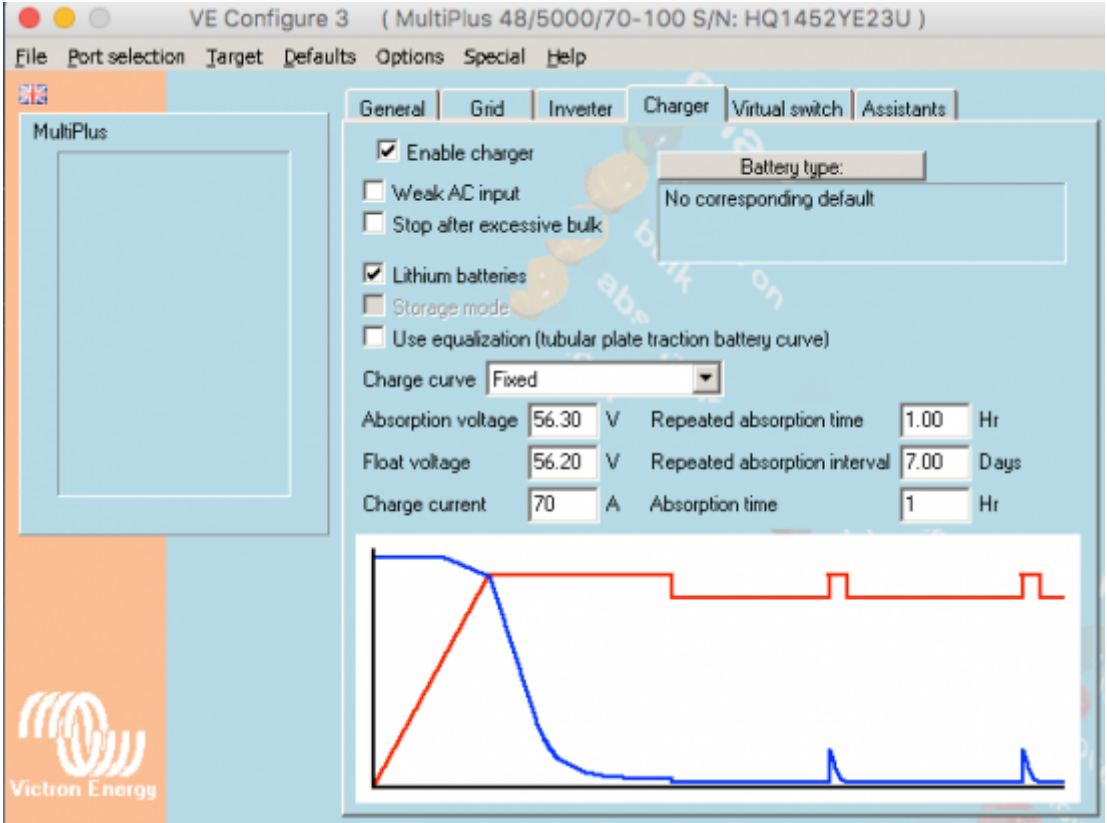 VE Configure 3 ( MultiPlus 48/5000/70-100 S/N: HQ1452YE23U )
File Port selection Target Defaults Options Special Help
General Grid Inverter Charger Virtual switch Assistants
MultiPlus
Enable charger
Battery type:
Weak AC input
No corresponding default
Stop after excessive bulk
Lithium batteries
Storage mode
Use equalization (tubular plate traction battery curve)
Charge curve Fixed
Absorption voltage 56.30 V Repeated absorption time 1.00 Hr
Float voltage 56.20 V Repeated absorption interval 7.00 Days
Charge current 70 A Absorption time 1 Hr
bulk
on
Victron Energy